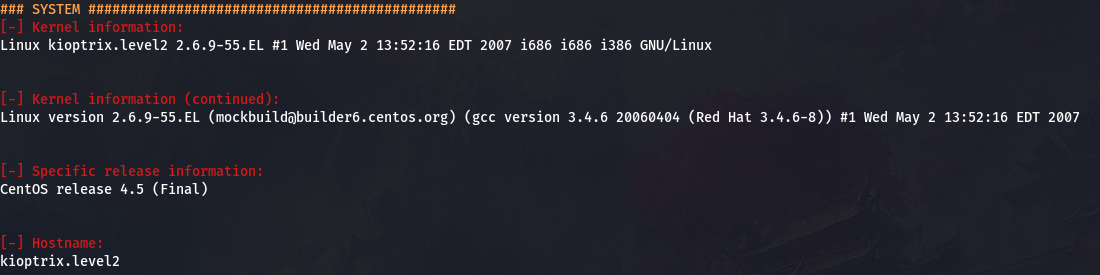 ### SYSTEM ##############################################
[-] Kernel information:
Linux kioptrix.level2 2.6.9-55.EL #1 Wed May 2 13:52:16 EDT 2007 i686 i686 i386 GNU/Linux
[-] Kernel information (continued):
Linux version 2.6.9-55.EL (mockbuild@builder6.centos.org) (gcc version 3.4.6 20060404 (Red Hat 3.4.6-8)) #1 Wed May 2 13:52:16 EDT 2007
[-] Specific release information:
CentOS release 4.5 (Final)
[-] Hostname:
kioptrix.level2